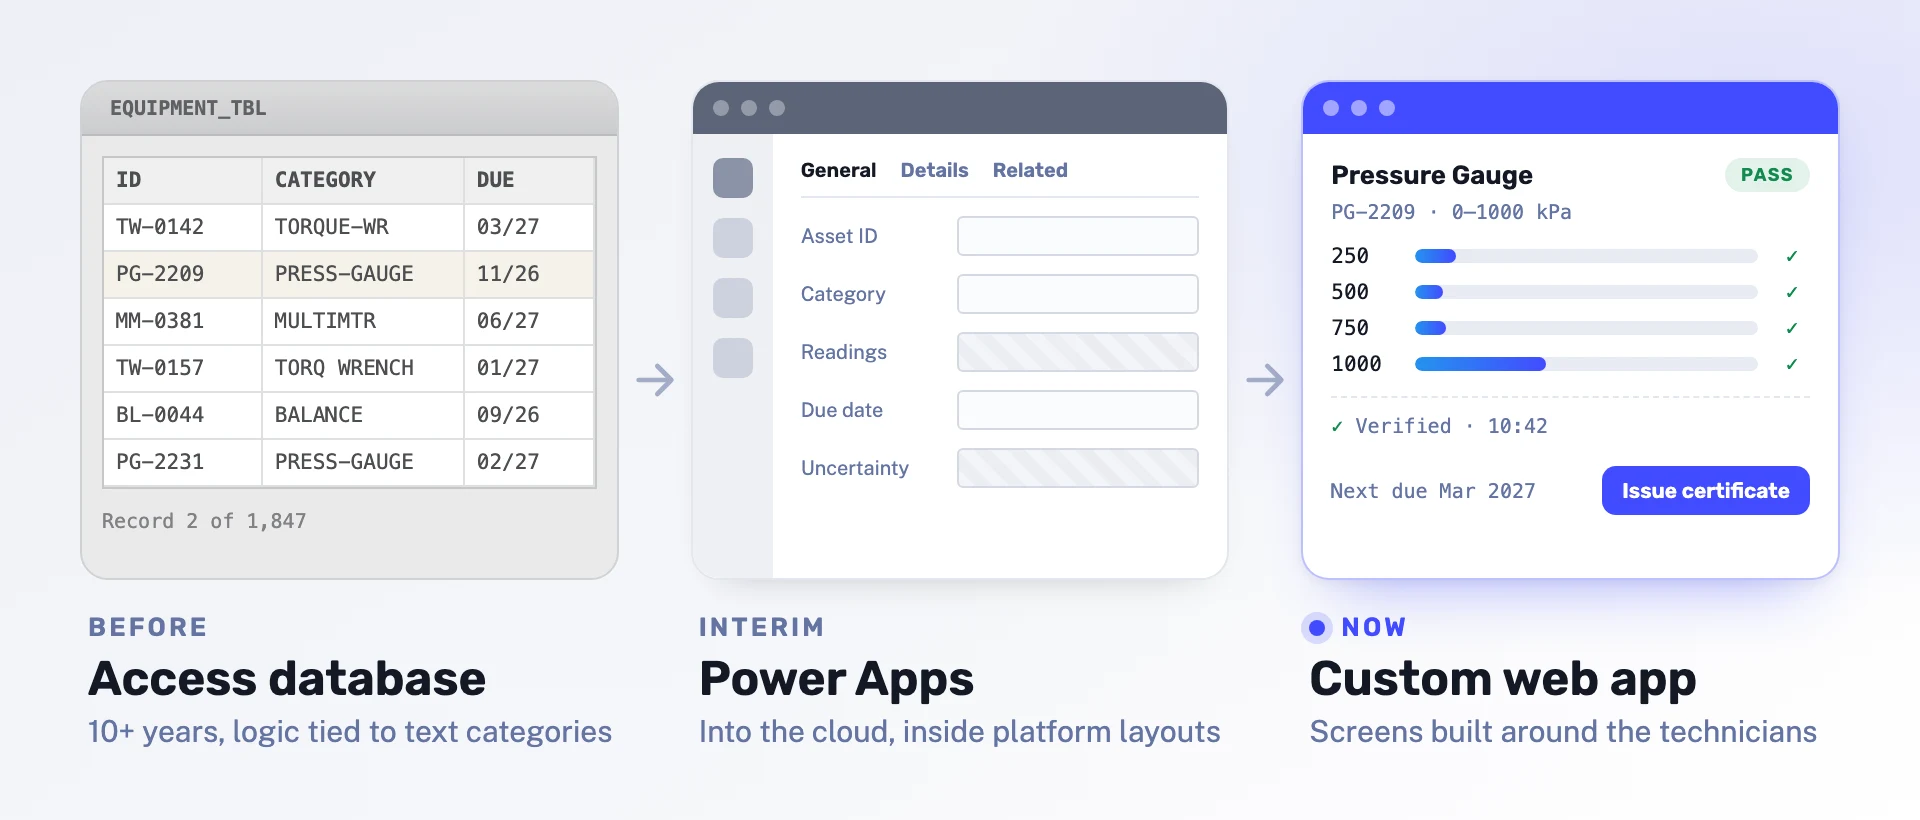 EQUIPMENT_TBL
ID CATEGORY DUE
TW-0142 TORQUE-WR 03/27
PG-2209 PRESS-GAUGE 11/26
MM-0381 MULTIMTR 06/27
TW-0157 TORQ WRENCH 01/27
BL-0044 BALANCE 09/26
PG-2231 PRESS-GAUGE 02/27
Record 2 of 1,847
BEFORE
Access database
10+ years, logic tied to text categories
General Details Related
Asset ID
Category
Readings
Due date
Uncertainty
INTERIM
Power Apps
Into the cloud, inside platform layouts
Pressure Gauge PASS
PG-2209 · 0–1000 kPa
250 ✓
500 ✓
750 ✓
1000 ✓
✓ Verified · 10:42
Next due Mar 2027 Issue certificate
NOW
Custom web app
Screens built around the technicians